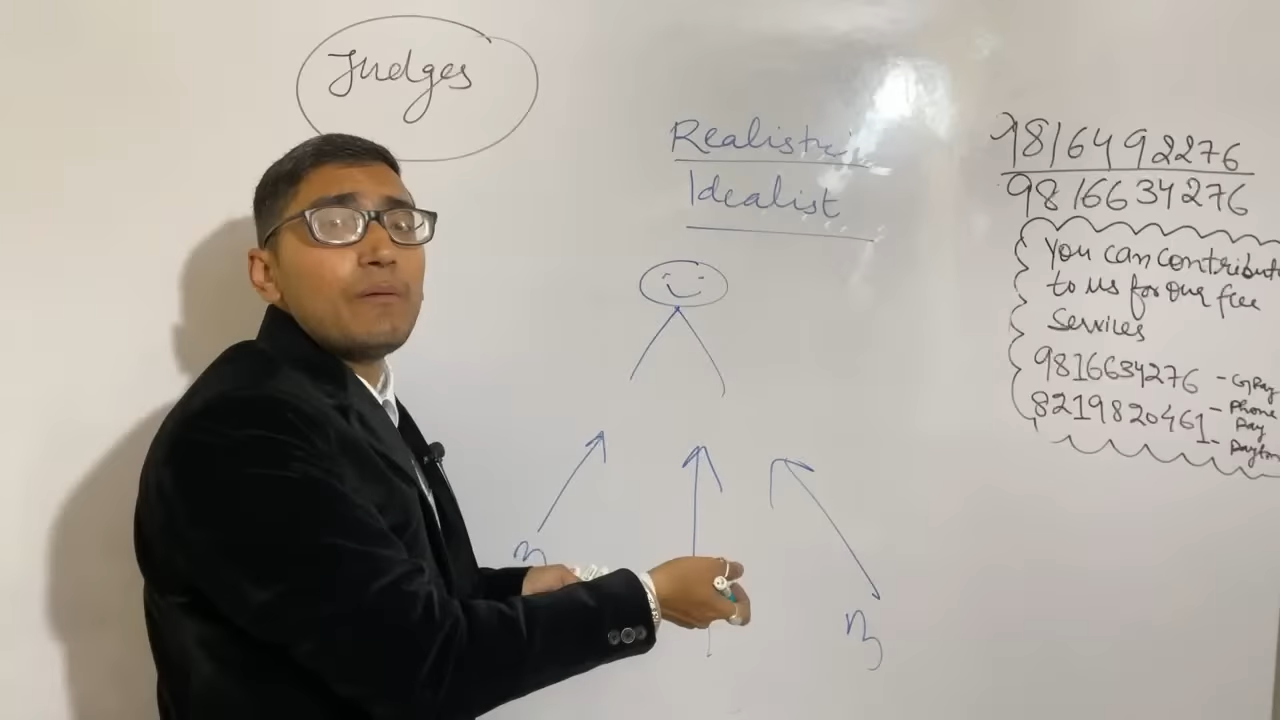 Judges
Realistic
Idealist
9816492276
9816634276
You can contribute
to us for our free
Services
9816634276 - GPay
8219820461 - Phone
Pay
- Paytm